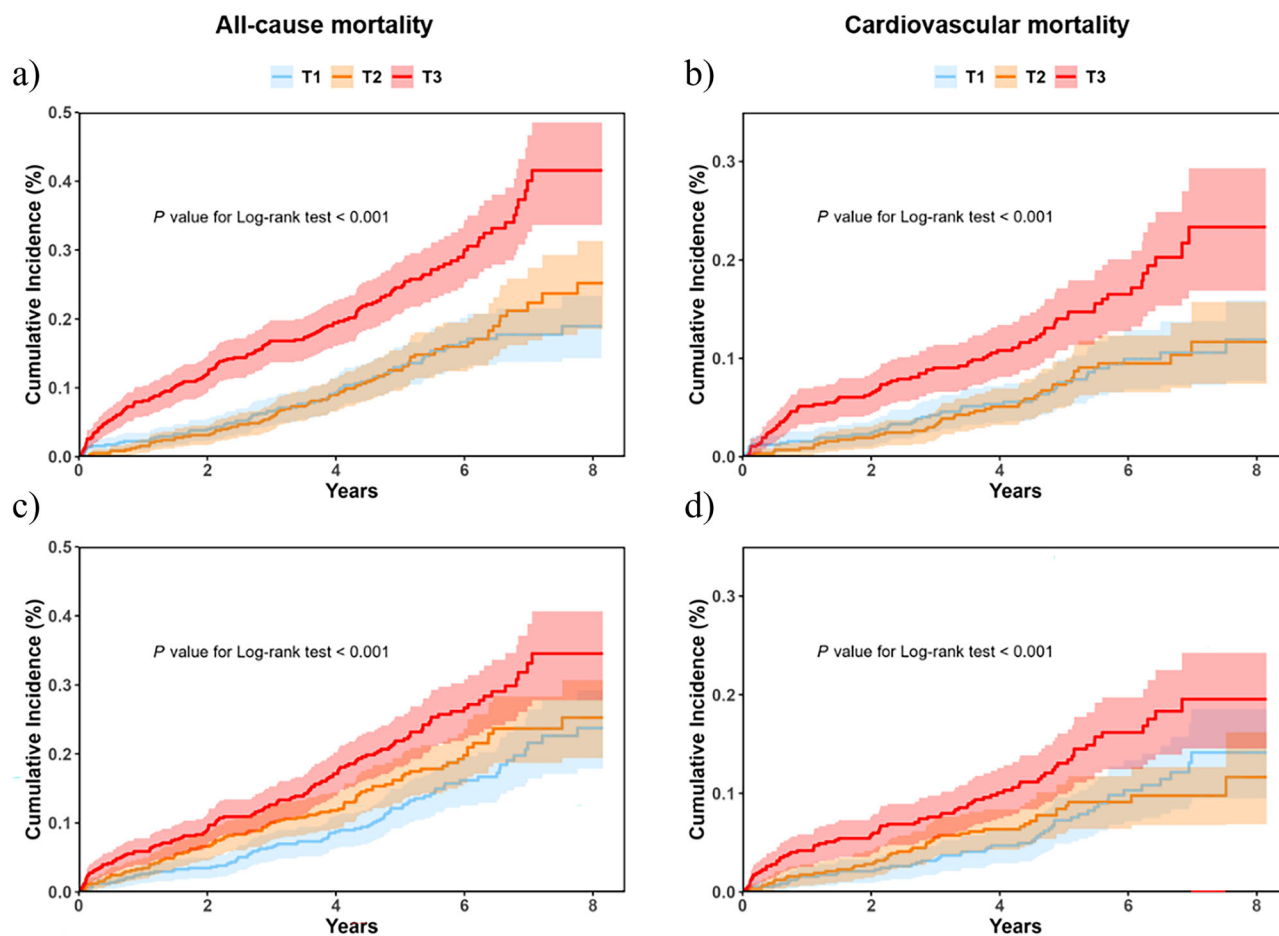 All-cause mortality
Cardiovascular mortality
a)
T1 T2 T3
Cumulative Incidence (%)
0.5
0.4
0.3
0.2
0.1
0.0
P value for Log-rank test < 0.001
0 2 4 6 8
Years
b)
T1 T2 T3
Cumulative Incidence (%)
0.3
0.2
0.1
0.0
P value for Log-rank test < 0.001
0 2 4 6 8
Years
c)
Cumulative Incidence (%)
0.5
0.4
0.3
0.2
0.1
0.0
P value for Log-rank test < 0.001
0 2 4 6 8
Years
d)
Cumulative Incidence (%)
0.3
0.2
0.1
0.0
P value for Log-rank test < 0.001
0 2 4 6 8
Years